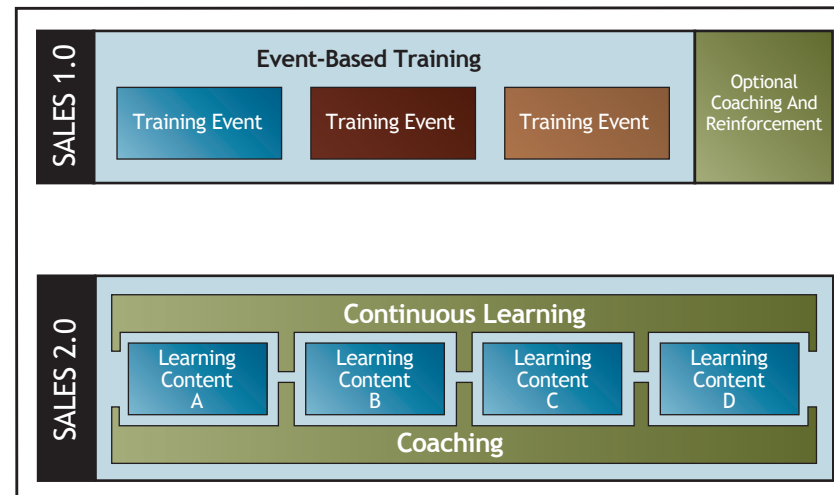 SALES 1.0
Event-Based Training
Training Event
Training Event
Training Event
Optional
Coaching And
Reinforcement
SALES 2.0
Continuous Learning
Learning
Content
A
Learning
Content
B
Learning
Content
C
Learning
Content
D
Coaching